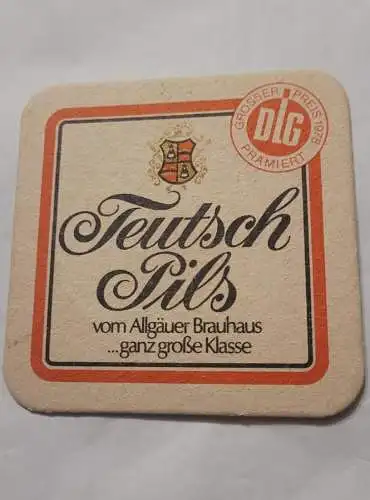 GROSSER PREIS 1978
DLG
PRÄMIERT
Teutsch
Pils
vom Allgäuer Brauhaus
...ganz große Klasse